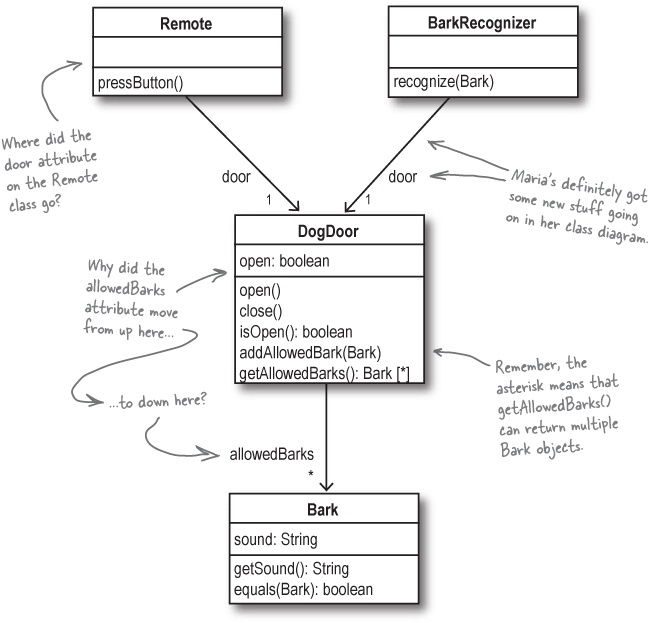 Remote
pressButton()
BarkRecognizer
recognize(Bark)
Where did the
door attribute
on the Remote
class go?
door
1
door
1
Maria's definitely got
some new stuff going
on in her class diagram.
DogDoor
open: boolean
open()
close()
isOpen(): boolean
addAllowedBark(Bark)
getAllowedBarks(): Bark [*]
Why did the
allowedBarks
attribute move
from up here...
...to down here?
Remember, the
asterisk means that
getAllowedBarks()
can return multiple
Bark objects.
allowedBarks
*
Bark
sound: String
getSound(): String
equals(Bark): boolean